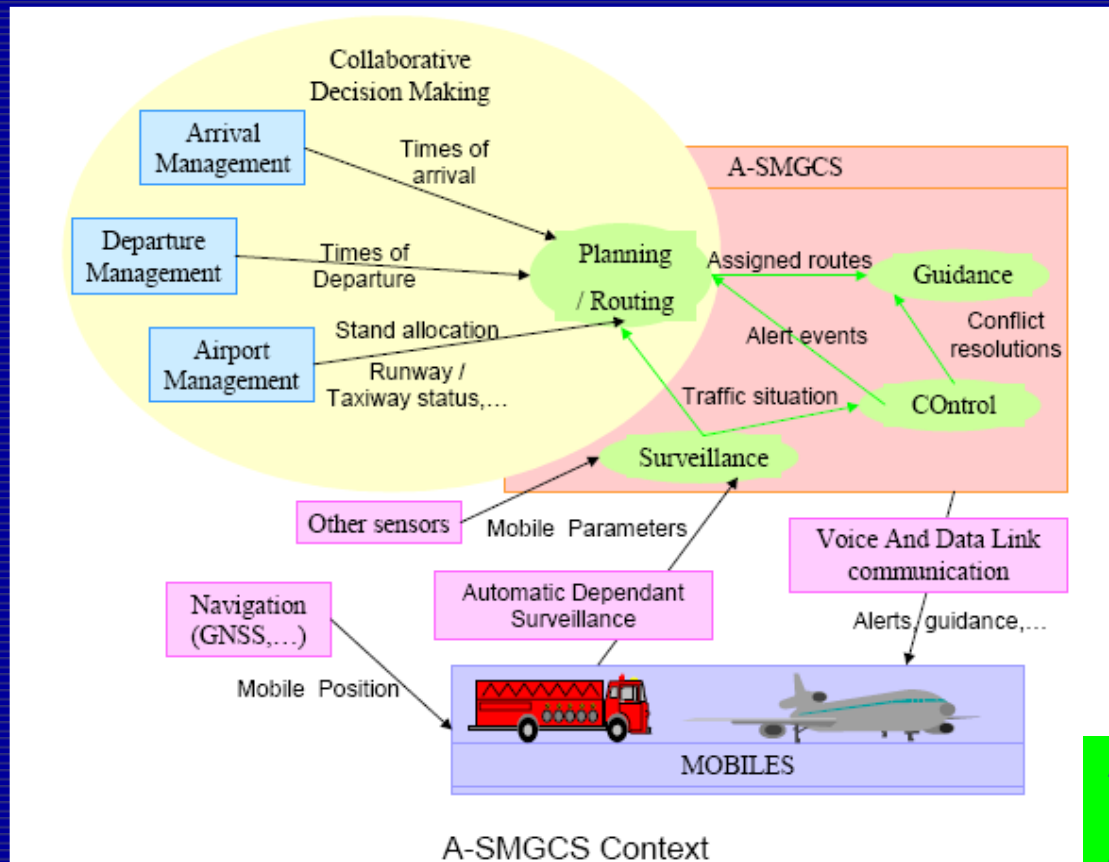 Collaborative
Decision Making
Arrival
Management
Times of
arrival
A-SMGCS
Departure
Management
Times of
Departure
Planning
/ Routing
Assigned routes
Guidance
Airport
Management
Stand allocation
Runway /
Taxiway status,...
Alert events
Conflict
resolutions
Traffic situation
COntrol
Surveillance
Other sensors
Mobile Parameters
Voice And Data Link
communication
Automatic Dependant
Surveillance
Navigation
(GNSS,...)
Alerts, guidance,...
Mobile Position
MOBILES
A-SMGCS Context